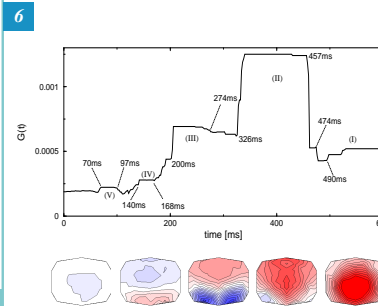 6
457ms
0.001
(II)
274ms
474ms
(III)
(I)
G(t)
326ms
0.0005
70ms
97ms
(IV)
200ms
490ms
(V)
140ms
168ms
0
0
200
400
600
time [ms]